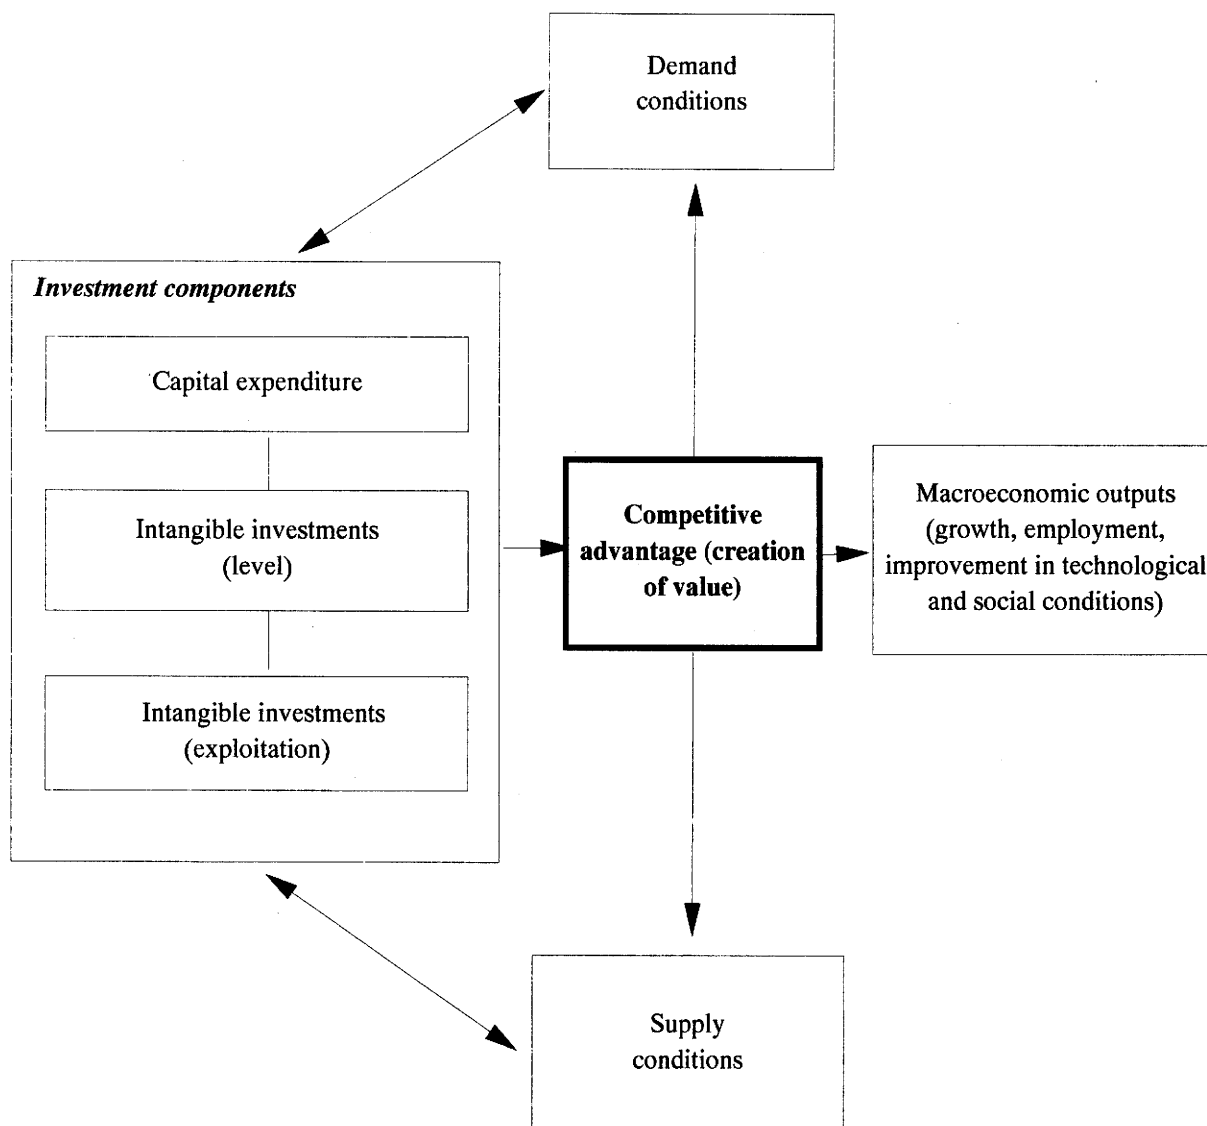 Demand
conditions
Investment components
Capital expenditure
Intangible investments
(level)
Intangible investments
(exploitation)
Competitive
advantage (creation
of value)
Macroeconomic outputs
(growth, employment,
improvement in technological
and social conditions)
Supply
conditions